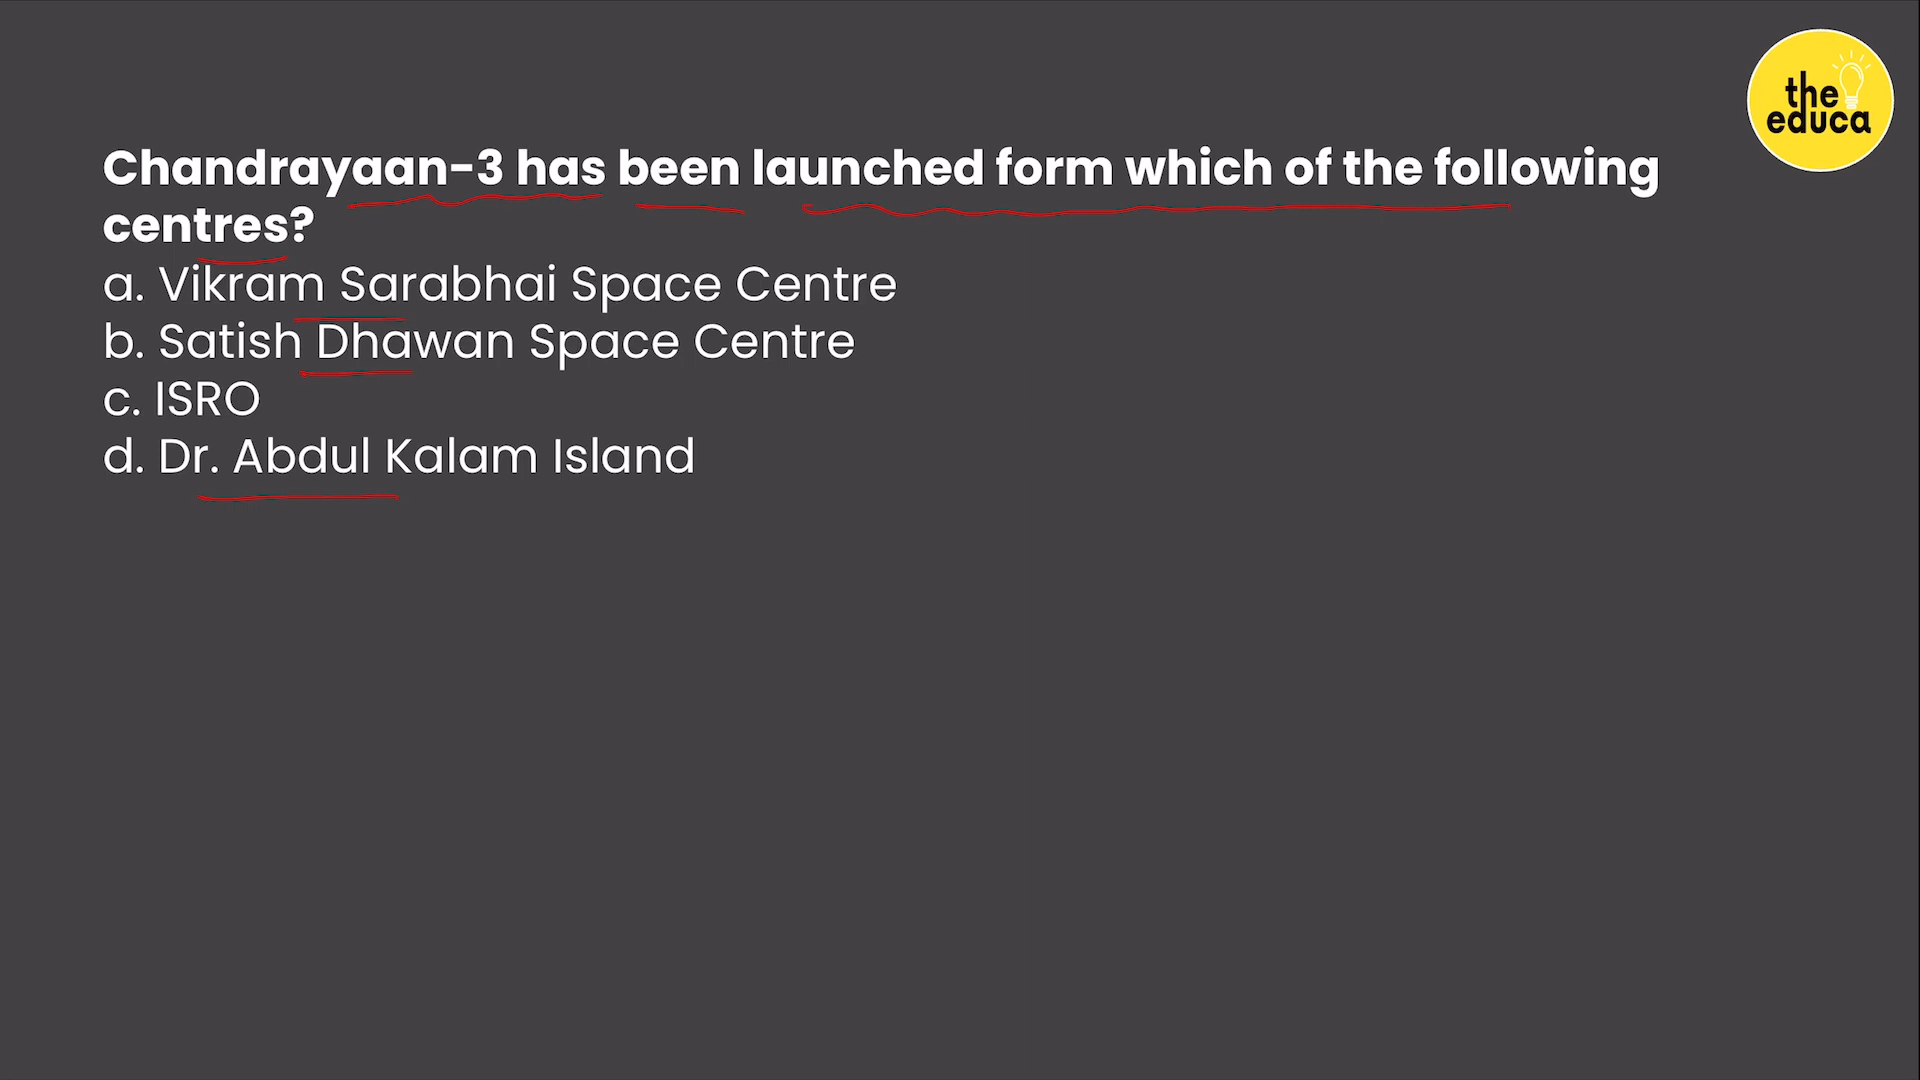 the
educa
Chandrayaan-3 has been launched form which of the following
centres?
a. Vikram Sarabhai Space Centre
b. Satish Dhawan Space Centre
c. ISRO
d. Dr. Abdul Kalam Island